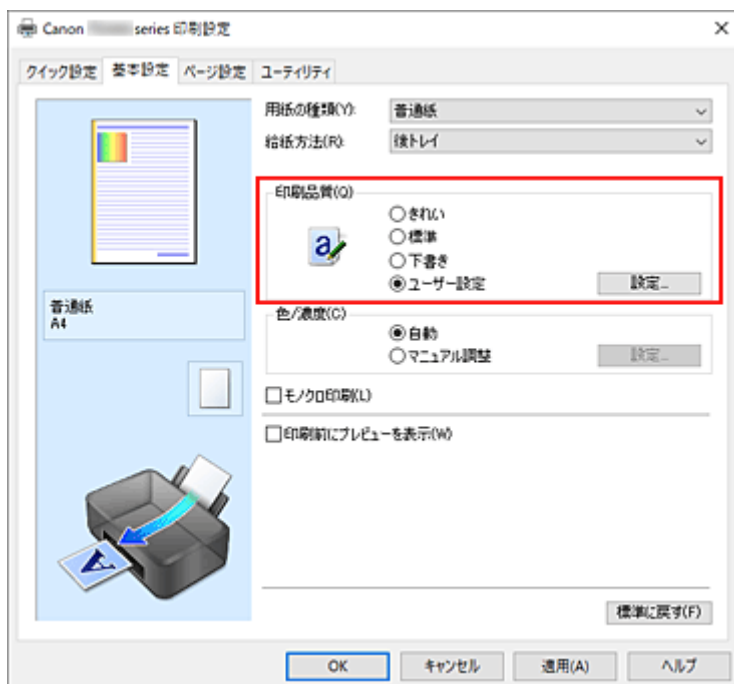 Canon series 印刷設定
クイック設定 基本設定 ページ設定 ユーティリティ
用紙の種類(Y): 普通紙
給紙方法(R): 後トレイ
印刷品質(Q)
きれい
標準
下書き
ユーザー設定 設定...
普通紙
A4
色/濃度(C)
自動
マニュアル調整 設定...
モノクロ印刷(L)
印刷前にプレビューを表示(W)
標準に戻す(F)
OK キャンセル 適用(A) ヘルプ